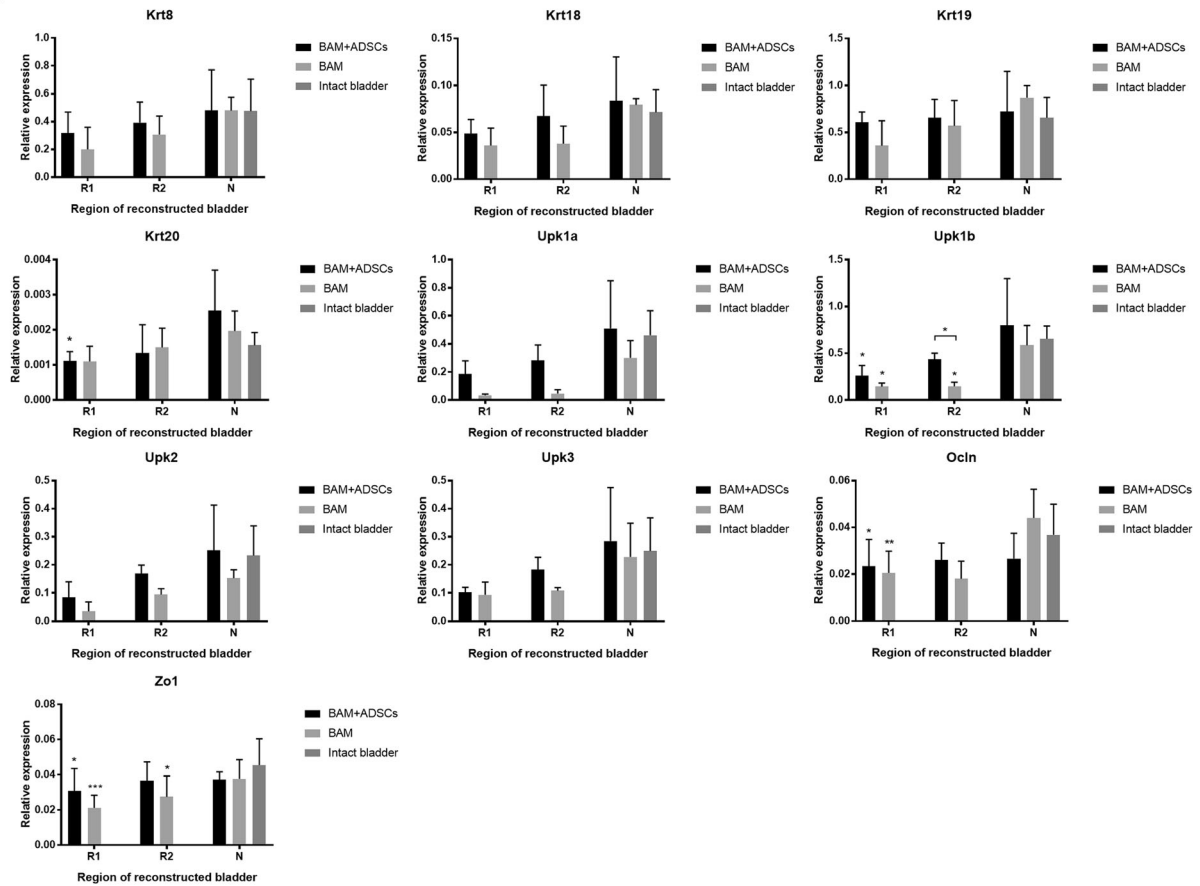 Krt8
Relative expression
1.0
0.8
0.6
0.4
0.2
0.0
R1 R2 N
Region of reconstructed bladder
BAM+ADSCs
BAM
Intact bladder
Krt18
Relative expression
0.15
0.10
0.05
0.00
R1 R2 N
Region of reconstructed bladder
BAM+ADSCs
BAM
Intact bladder
Krt19
Relative expression
1.5
1.0
0.5
0.0
R1 R2 N
Region of reconstructed bladder
BAM+ADSCs
BAM
Intact bladder
Krt20
Relative expression
0.004
0.003
0.002
0.001
0.000
*
R1 R2 N
Region of reconstructed bladder
BAM+ADSCs
BAM
Intact bladder
Upk1a
Relative expression
1.0
0.8
0.6
0.4
0.2
0.0
R1 R2 N
Region of reconstructed bladder
BAM+ADSCs
BAM
Intact bladder
Upk1b
Relative expression
1.5
1.0
0.5
0.0
*
* * *
R1 R2 N
Region of reconstructed bladder
BAM+ADSCs
BAM
Intact bladder
Upk2
Relative expression
0.5
0.4
0.3
0.2
0.1
0.0
R1 R2 N
Region of reconstructed bladder
BAM+ADSCs
BAM
Intact bladder
Upk3
Relative expression
0.5
0.4
0.3
0.2
0.1
0.0
R1 R2 N
Region of reconstructed bladder
BAM+ADSCs
BAM
Intact bladder
Ocln
Relative expression
0.06
0.04
0.02
0.00
* **
R1 R2 N
Region of reconstructed bladder
BAM+ADSCs
BAM
Intact bladder
Zo1
Relative expression
0.08
0.06
0.04
0.02
0.00
* *** *
R1 R2 N
Region of reconstructed bladder
BAM+ADSCs
BAM
Intact bladder